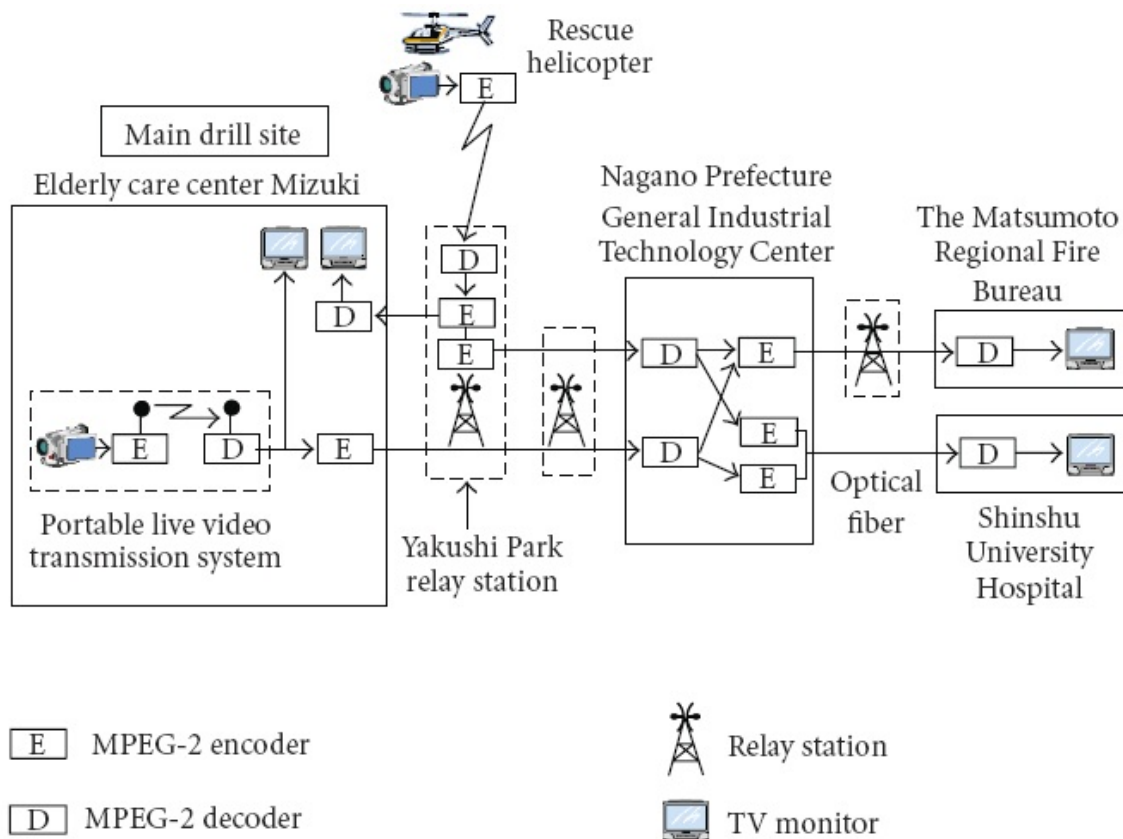 Rescue
helicopter
E
Main drill site
Elderly care center Mizuki
D
E
E
D
E
D
E
Portable live video
transmission system
D
Yakushi Park
relay station
Nagano Prefecture
General Industrial
Technology Center
D
E
D
E
E
Optical
fiber
The Matsumoto
Regional Fire
Bureau
D
D
Shinshu
University
Hospital
E MPEG-2 encoder
D MPEG-2 decoder
Relay station
TV monitor